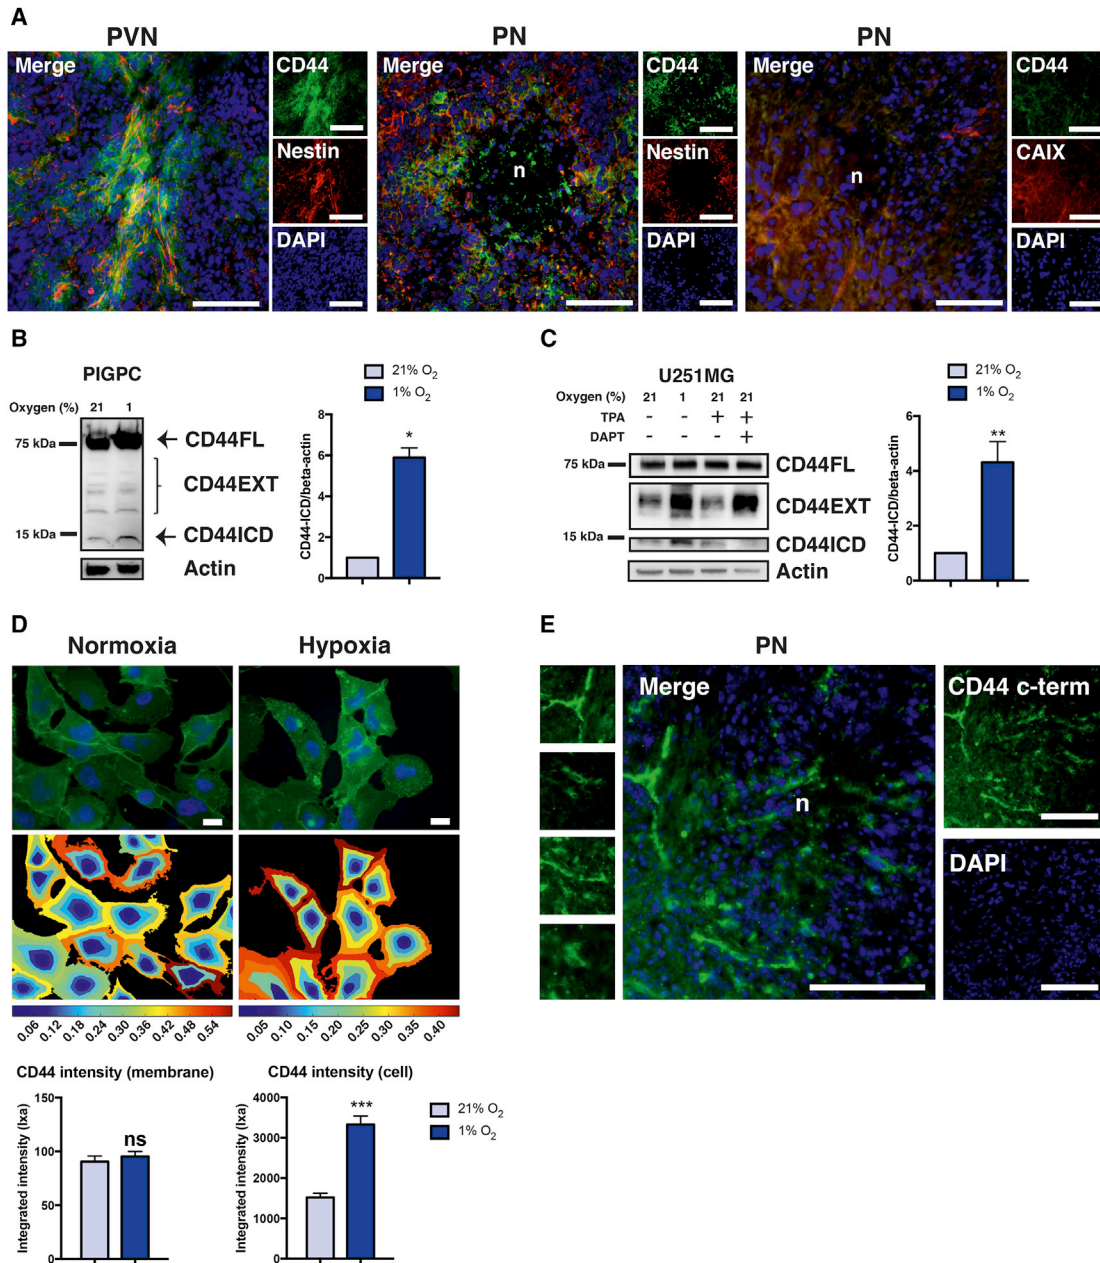 A
PVN
PN
PN
Merge
CD44
Nestin
DAPI
Merge
n
CD44
Nestin
DAPI
Merge
n
CD44
CAIX
DAPI
B
PIGPC
Oxygen (%) 21 1
75 kDa
CD44FL
CD44EXT
15 kDa
CD44ICD
Actin
21% O₂
1% O₂
CD44-ICD/beta-actin
8
6
4
2
0
*
C
U251MG
Oxygen (%) 21 1 21 21
TPA - - + +
DAPT - - - +
75 kDa
CD44FL
CD44EXT
15 kDa
CD44ICD
Actin
21% O₂
1% O₂
CD44-ICD/beta-actin
6
4
2
0
**
D
Normoxia
Hypoxia
0.06 0.12 0.18 0.24 0.30 0.36 0.42 0.48 0.54
0.05 0.10 0.15 0.20 0.25 0.30 0.35 0.40
CD44 intensity (membrane)
Integrated intensity (Ixa)
150
100
50
0
ns
CD44 intensity (cell)
Integrated intensity (Ixa)
4000
3000
2000
1000
0
***
21% O₂
1% O₂
E
PN
Merge
n
CD44 c-term
DAPI